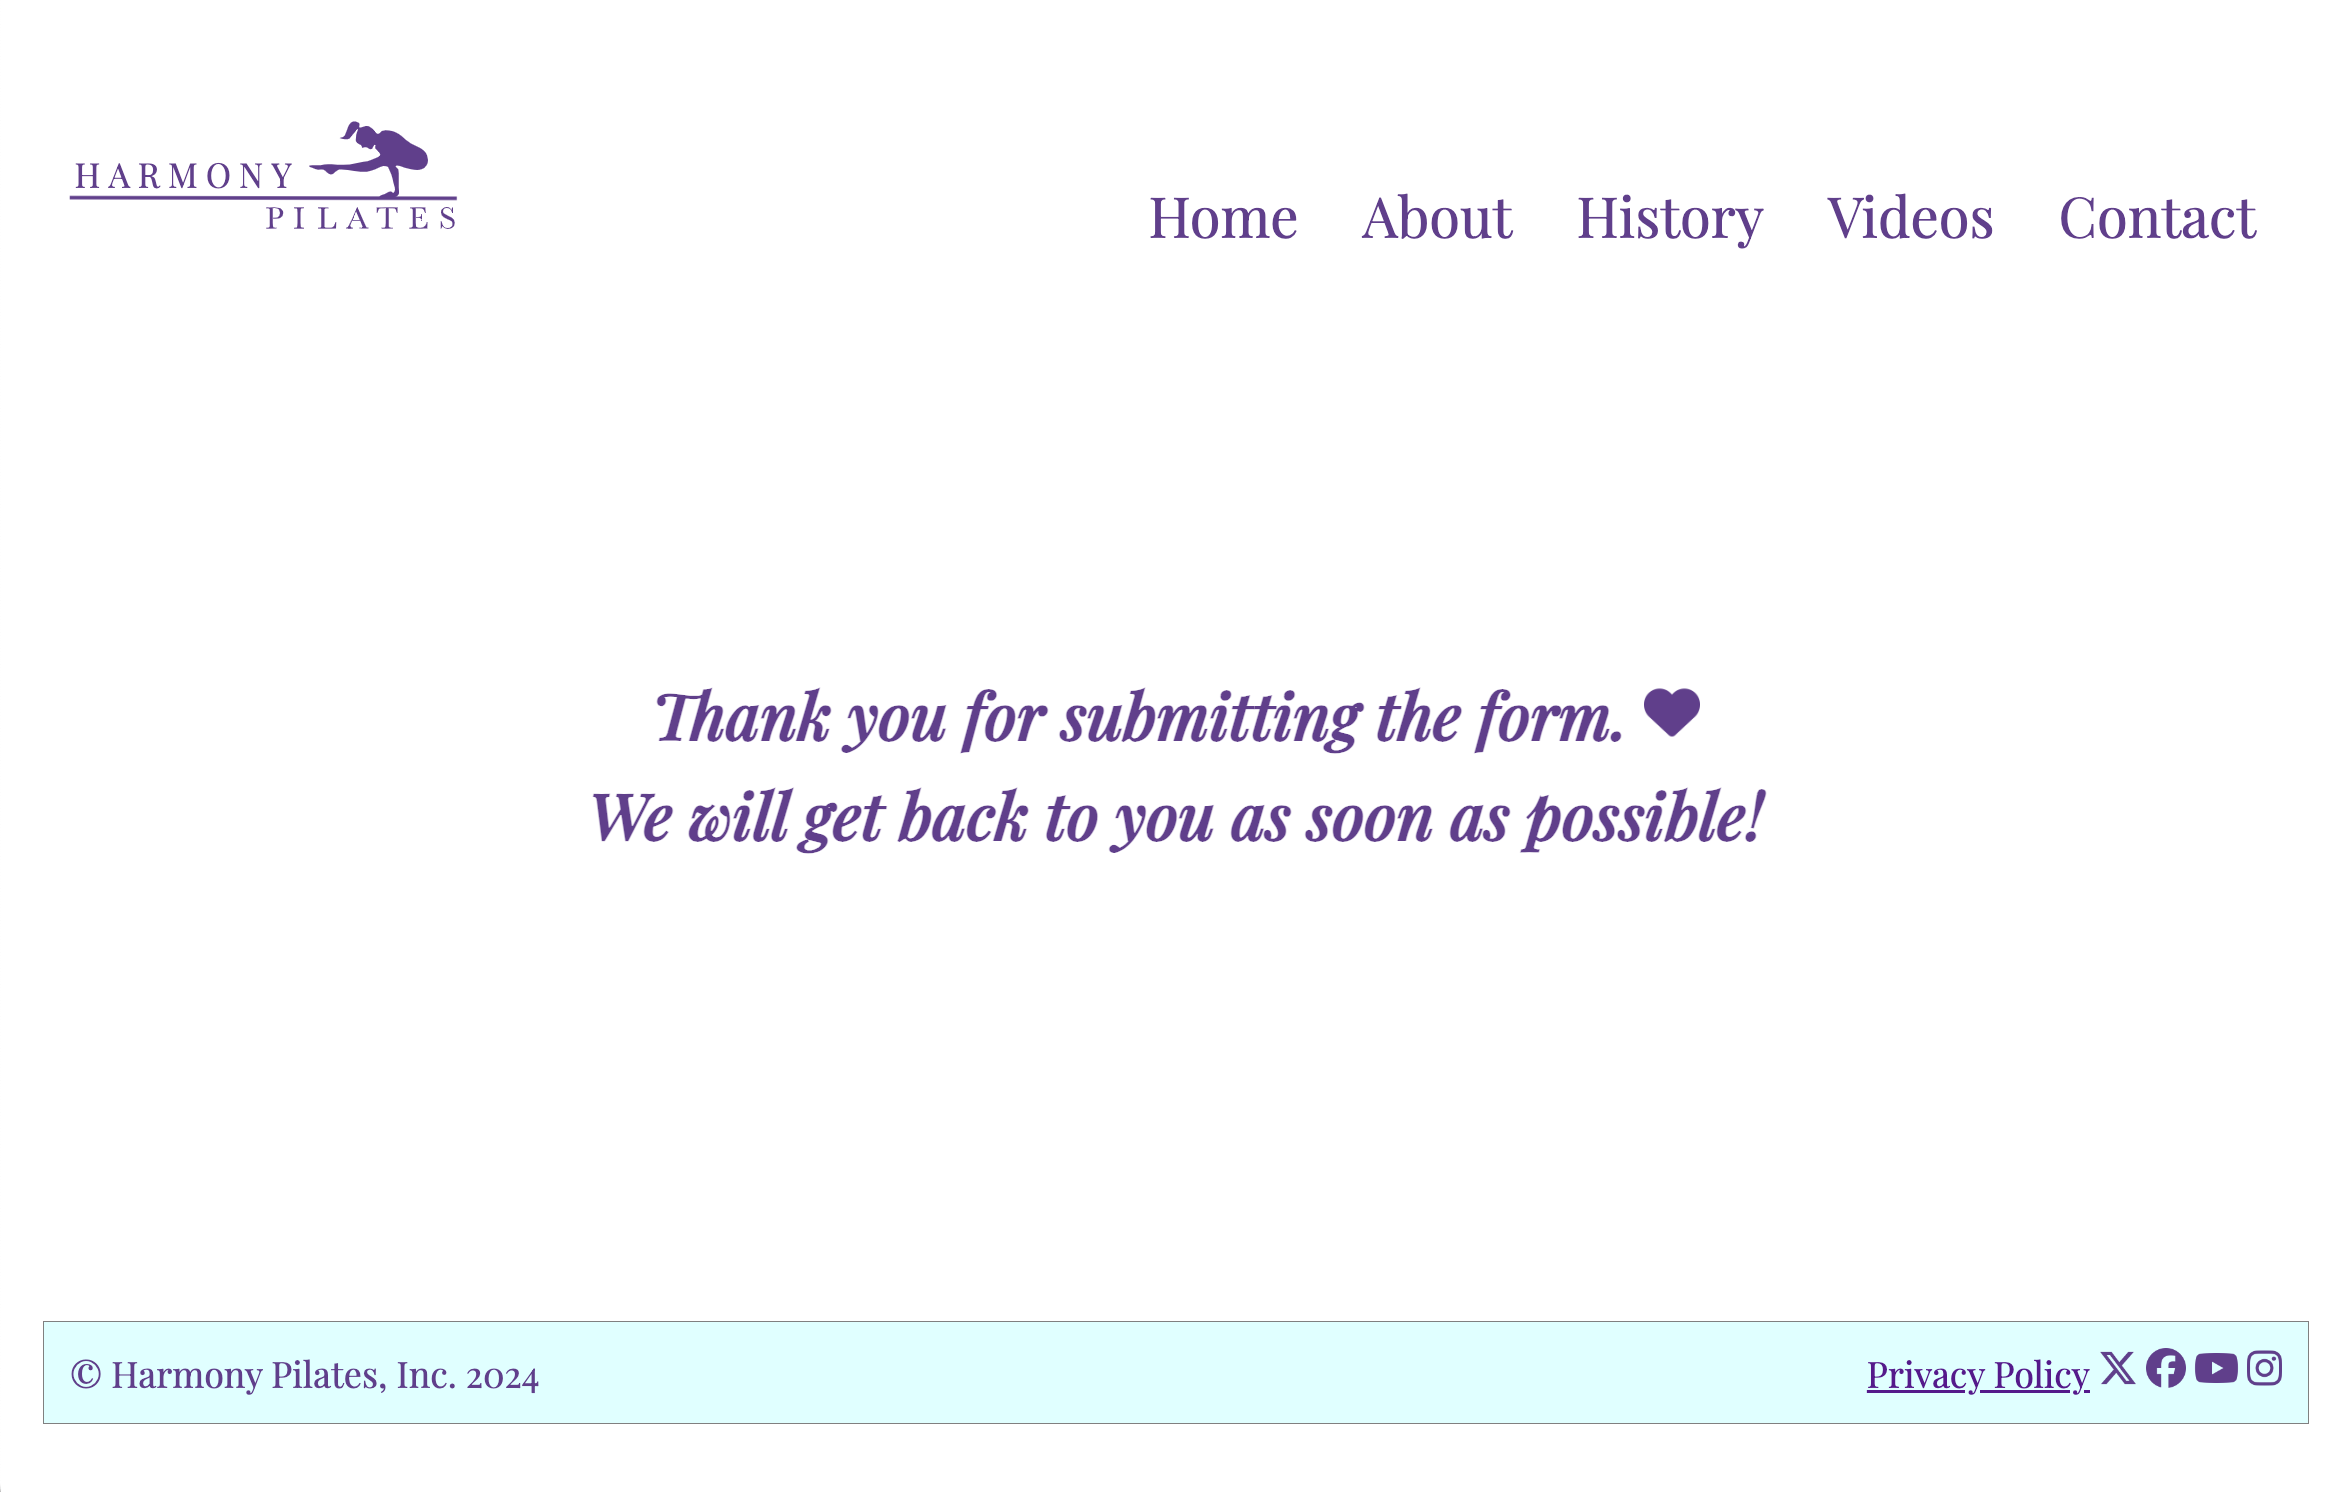 HARMONY
PILATES
Home About History Videos Contact
Thank you for submitting the form.
We will get back to you as soon as possible!
© Harmony Pilates, Inc. 2024 Privacy Policy